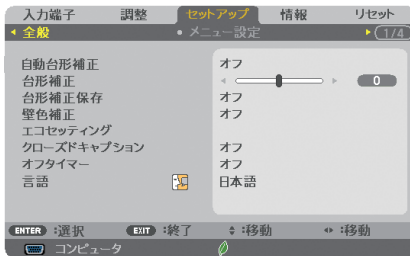 入力端子 調整 セットアップ 情報 リセット
全般 メニュー設定 1/4
自動台形補正 オフ
台形補正 0
台形補正保存 オフ
壁色補正 オフ
エコセッティング
クローズドキャプション オフ
オフタイマー オフ
言語 日本語
ENTER :選択 EXIT :終了 :移動 :移動
コンピュータ